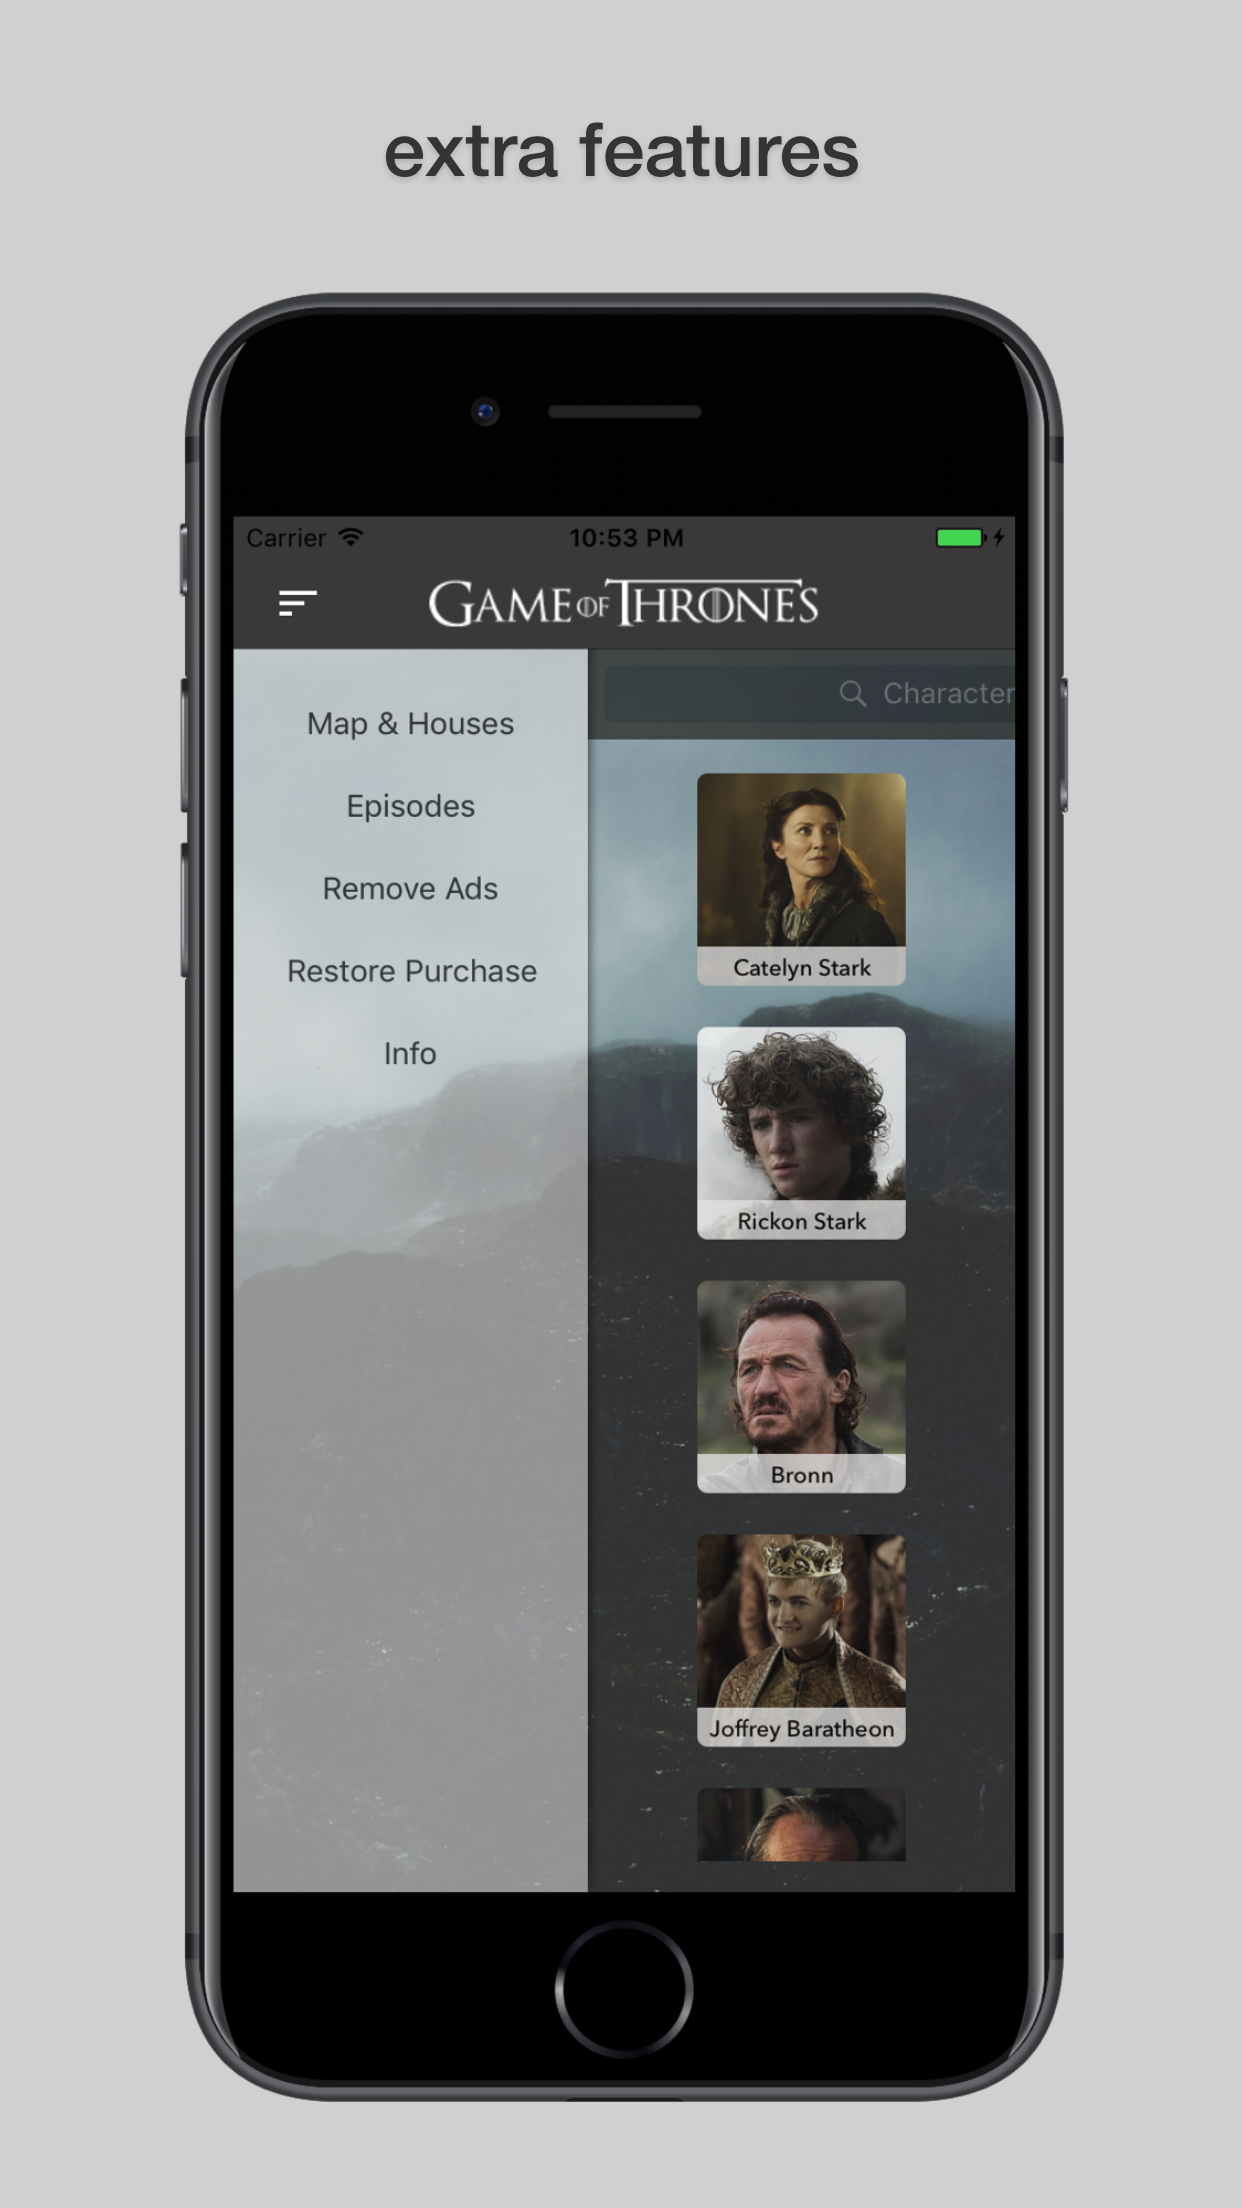 extra features
Carrier
10:53 PM
GAME OF THRONES
Map & Houses
Episodes
Remove Ads
Restore Purchase
Info
Character
Catelyn Stark
Rickon Stark
Bronn
Joffrey Baratheon